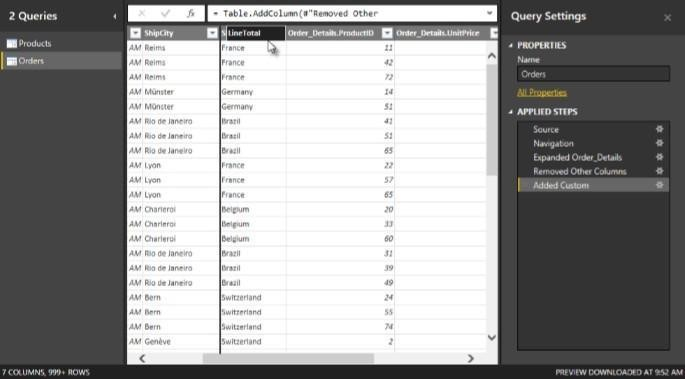 2 Queries
Products
Orders
= Table.AddColumn(#"Removed Other
ShipCity S LineTotal Order_Details.ProductID Order_Details.UnitPrice
AM Reims France 11
AM Reims France 42
AM Reims France 72
AM Münster Germany 14
AM Münster Germany 51
AM Rio de Janeiro Brazil 41
AM Rio de Janeiro Brazil 51
AM Rio de Janeiro Brazil 65
AM Lyon France 22
AM Lyon France 57
AM Lyon France 65
AM Charleroi Belgium 20
AM Charleroi Belgium 33
AM Charleroi Belgium 60
AM Rio de Janeiro Brazil 31
AM Rio de Janeiro Brazil 39
AM Rio de Janeiro Brazil 49
AM Bern Switzerland 24
AM Bern Switzerland 55
AM Bern Switzerland 74
AM Genève Switzerland 2
Query Settings
PROPERTIES
Name
Orders
All Properties
APPLIED STEPS
Source
Navigation
Expanded Order_Details
Removed Other Columns
Added Custom
7 COLUMNS, 999+ ROWS
PREVIEW DOWNLOADED AT 9:52 AM